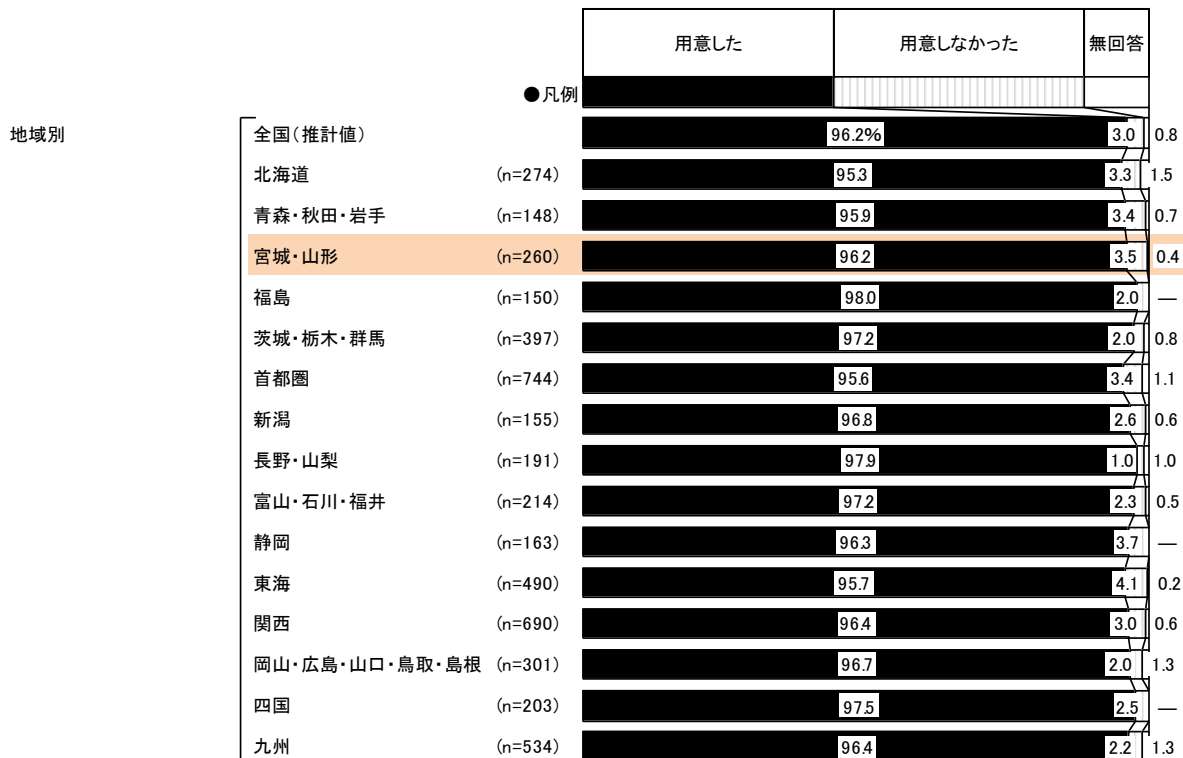 用意した 用意しなかった 無回答
●凡例
地域別 全国(推計値) 96.2% 3.0 0.8
北海道 (n=274) 95.3 3.3 1.5
青森・秋田・岩手 (n=148) 95.9 3.4 0.7
宮城・山形 (n=260) 96.2 3.5 0.4
福島 (n=150) 98.0 2.0 ―
茨城・栃木・群馬 (n=397) 97.2 2.0 0.8
首都圏 (n=744) 95.6 3.4 1.1
新潟 (n=155) 96.8 2.6 0.6
長野・山梨 (n=191) 97.9 1.0 1.0
富山・石川・福井 (n=214) 97.2 2.3 0.5
静岡 (n=163) 96.3 3.7 ―
東海 (n=490) 95.7 4.1 0.2
関西 (n=690) 96.4 3.0 0.6
岡山・広島・山口・鳥取・島根 (n=301) 96.7 2.0 1.3
四国 (n=203) 97.5 2.5 ―
九州 (n=534) 96.4 2.2 1.3